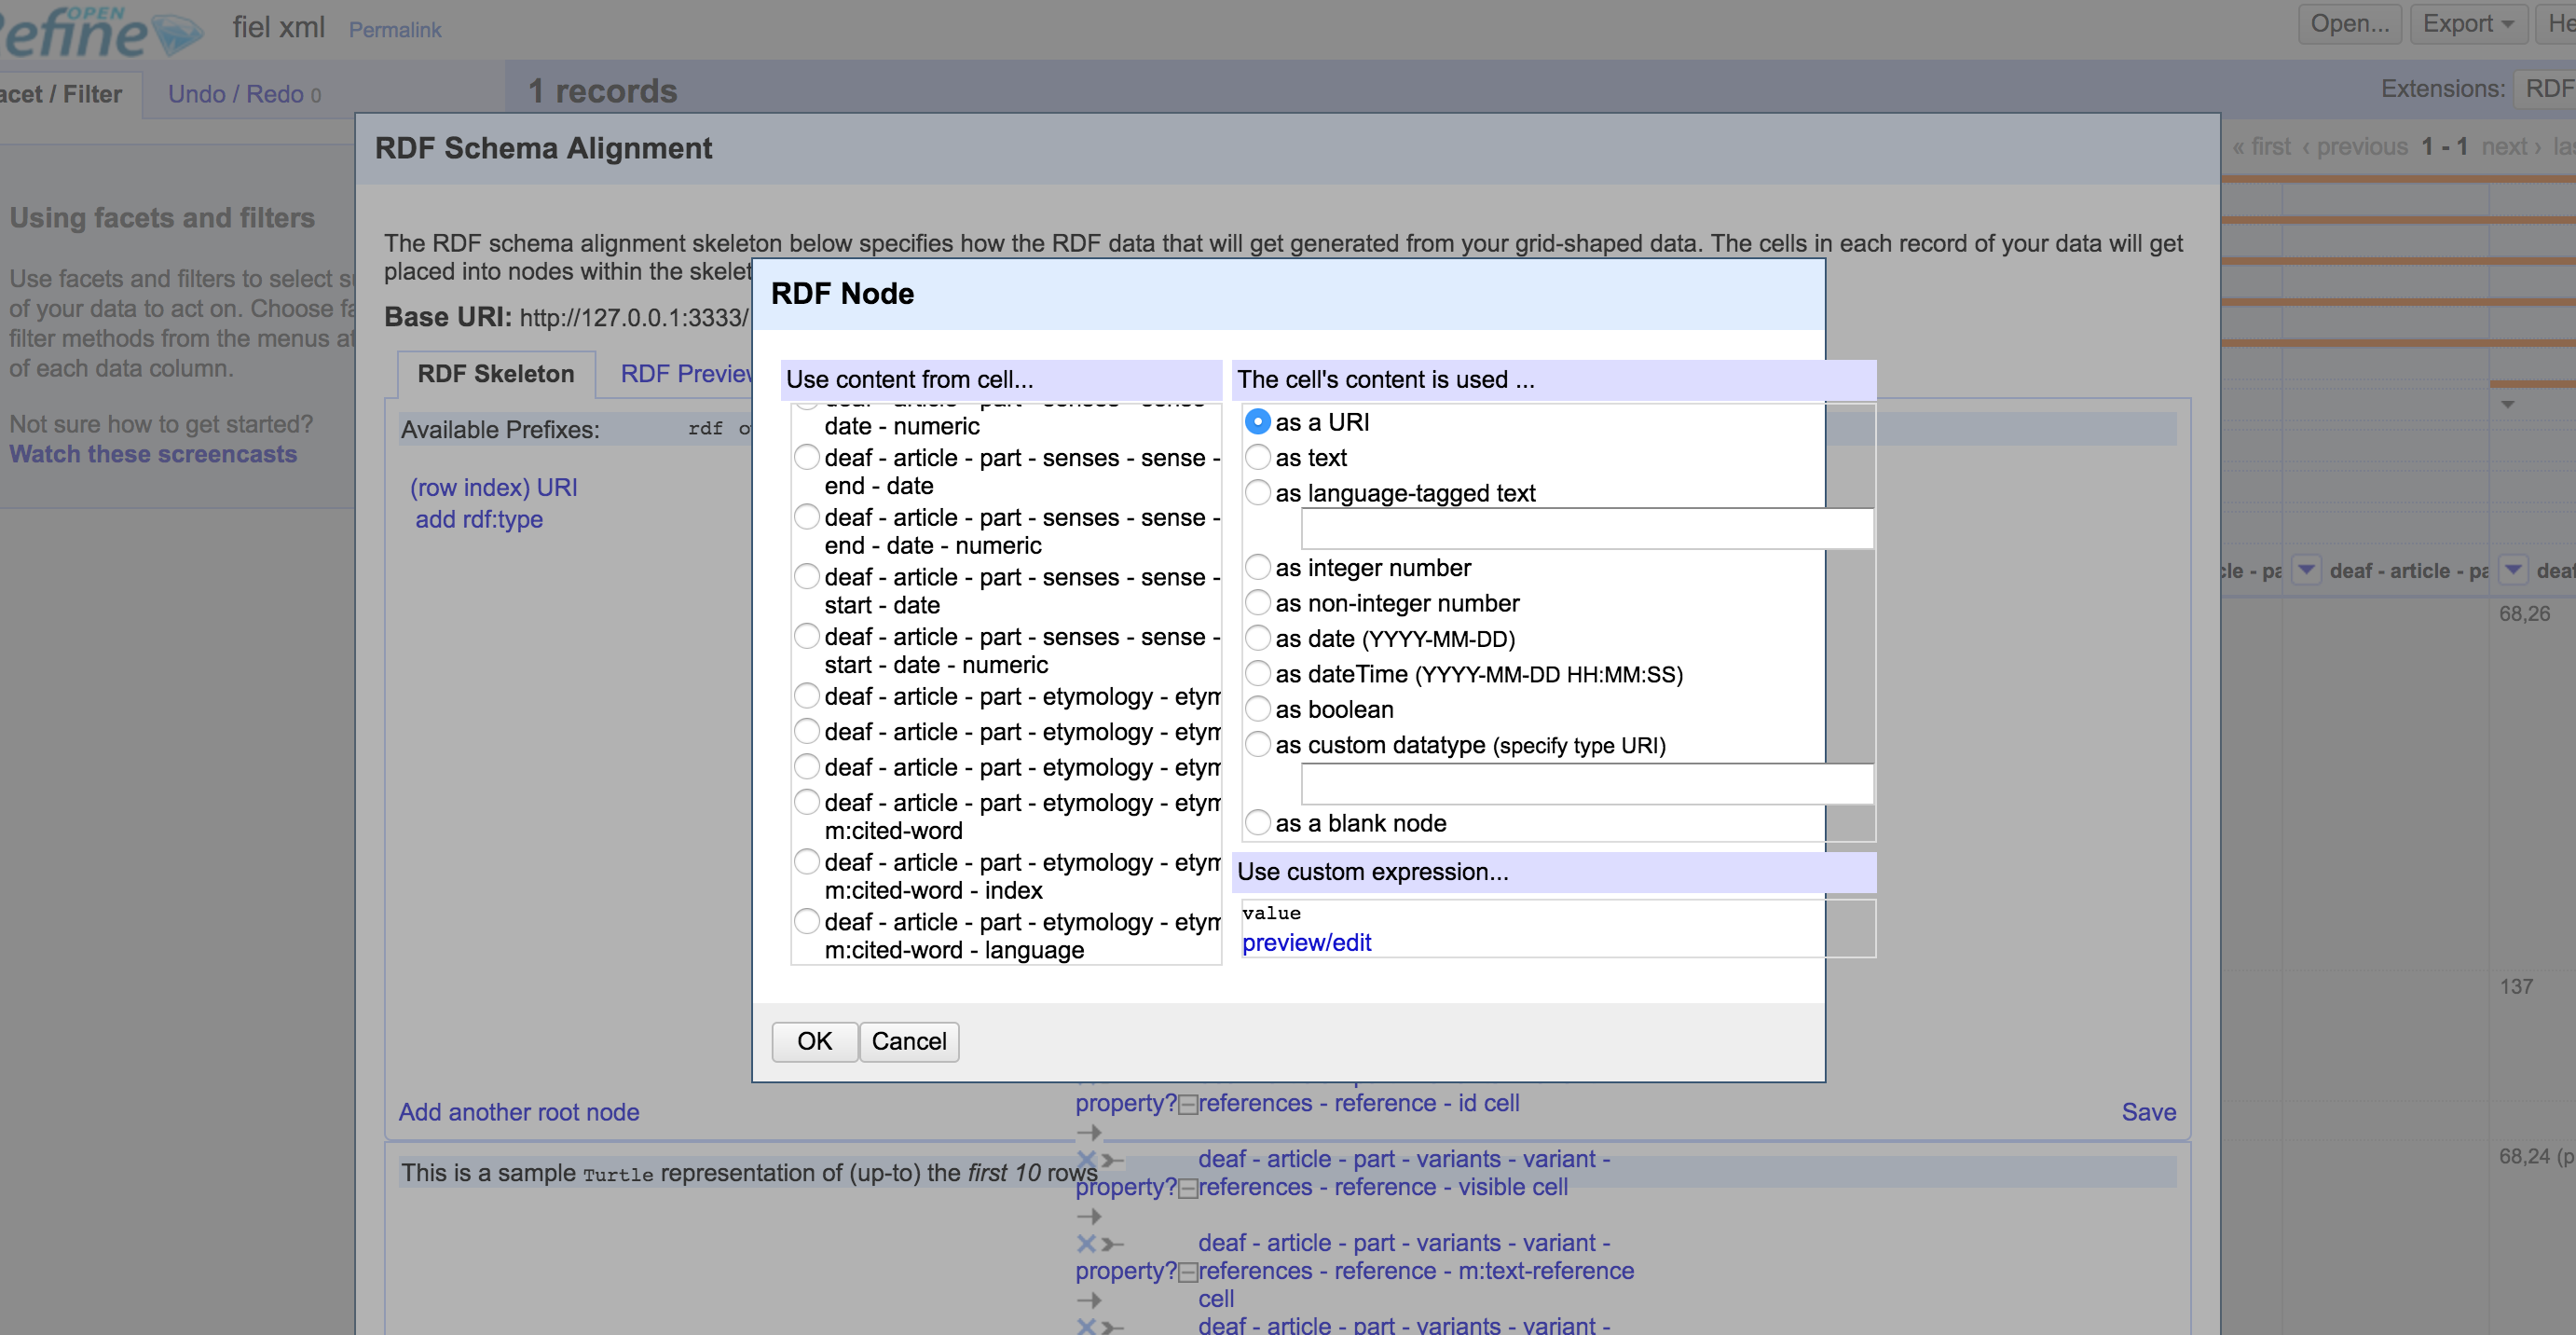 OPEN
efine
fiel xml
Permalink
Open...
Export
He
acet / Filter
Undo / Redo 0
1 records
Extensions:
RDF
RDF Schema Alignment
« first ‹ previous 1 - 1 next › las
Using facets and filters
Use facets and filters to select su
of your data to act on. Choose fa
filter methods from the menus at
of each data column.
Not sure how to get started?
Watch these screencasts
The RDF schema alignment skeleton below specifies how the RDF data that will get generated from your grid-shaped data. The cells in each record of your data will get
placed into nodes within the skelet
Base URI: http://127.0.0.1:3333/
RDF Skeleton
RDF Preview
Available Prefixes:
rdf
(row index) URI
add rdf:type
RDF Node
Use content from cell...
deaf - article - part - senses - sense -
date - numeric
deaf - article - part - senses - sense -
end - date
deaf - article - part - senses - sense -
end - date - numeric
deaf - article - part - senses - sense -
start - date
deaf - article - part - senses - sense -
start - date - numeric
deaf - article - part - etymology - etym
deaf - article - part - etymology - etym
deaf - article - part - etymology - etym
deaf - article - part - etymology - etym
m:cited-word
deaf - article - part - etymology - etym
m:cited-word - index
deaf - article - part - etymology - etym
m:cited-word - language
The cell's content is used ...
as a URI
as text
as language-tagged text
as integer number
as non-integer number
as date (YYYY-MM-DD)
as dateTime (YYYY-MM-DD HH:MM:SS)
as boolean
as custom datatype (specify type URI)
as a blank node
Use custom expression...
value
preview/edit
OK
Cancel
cle - pa
deaf - article - pa
deaf
68,26
137
68,24 (p
Add another root node
Save
property? references - reference - id cell
This is a sample Turtle representation of (up-to) the first 10 rows
deaf - article - part - variants - variant -
property? references - reference - visible cell
deaf - article - part - variants - variant -
property? references - reference - m:text-reference
cell
deaf - article - part - variants - variant -